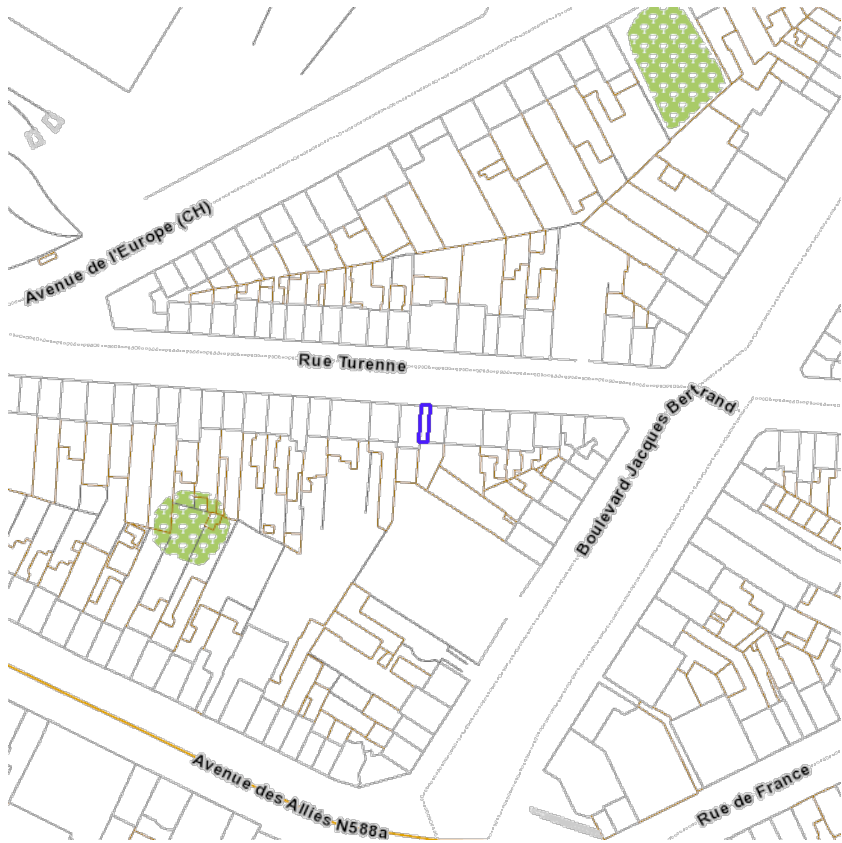 Avenue de l'Europe (CH)
Rue Turenne
Boulevard Jacques Bertrand
Avenue des Alliés N588a
Rue de France